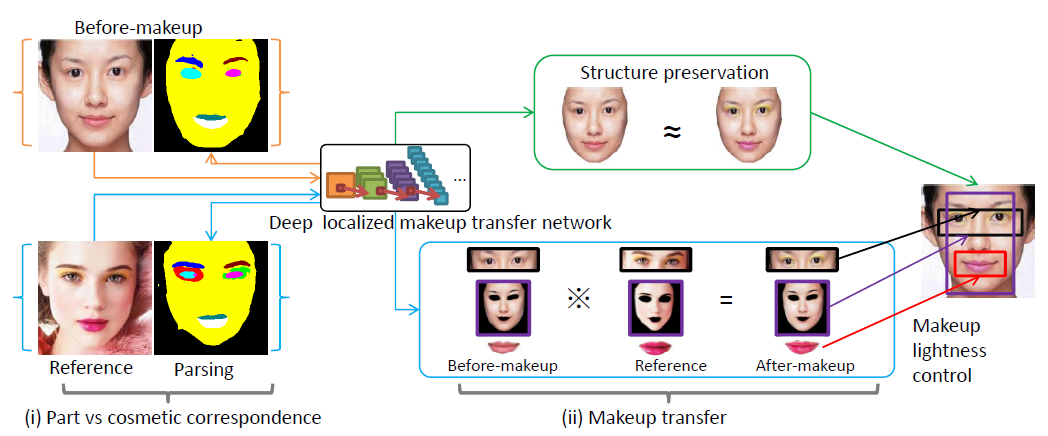 Before-makeup
Structure preservation
≈
...
Deep localized makeup transfer network
※
=
Before-makeup
Reference
After-makeup
Reference
Parsing
Makeup
lightness
control
(i) Part vs cosmetic correspondence
(ii) Makeup transfer